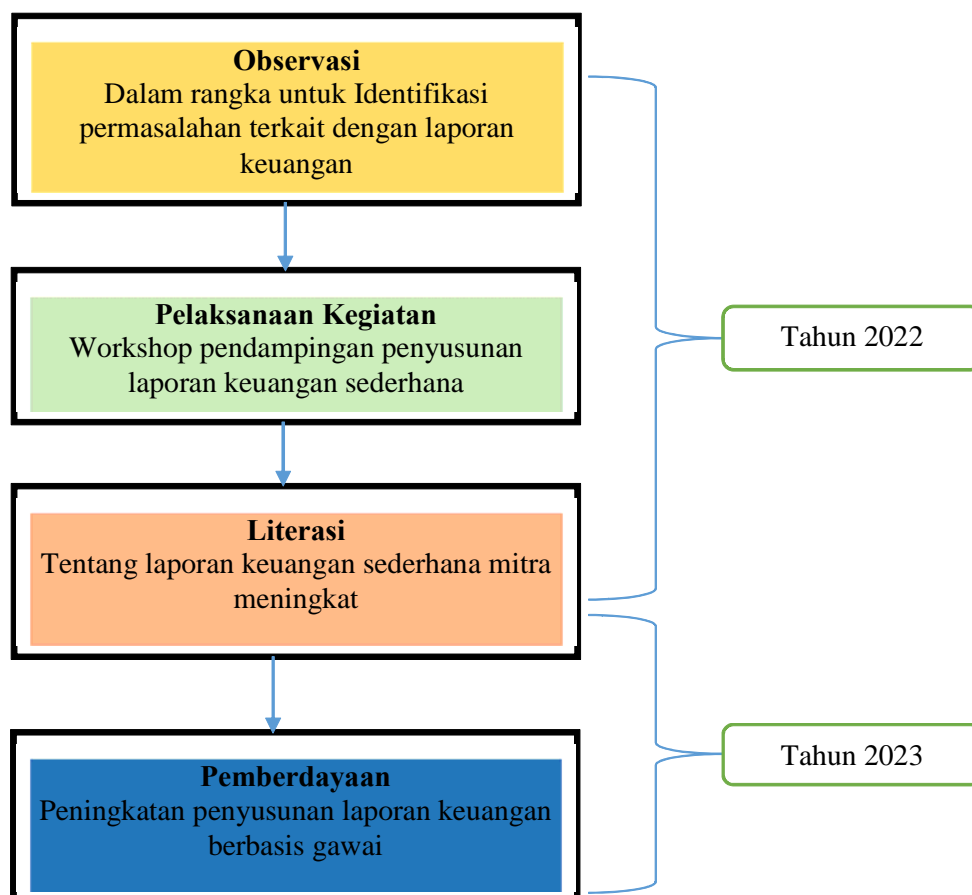 Observasi
Dalam rangka untuk Identifikasi
permasalahan terkait dengan laporan
keuangan
Pelaksanaan Kegiatan
Workshop pendampingan penyusunan
laporan keuangan sederhana
Tahun 2022
Literasi
Tentang laporan keuangan sederhana mitra
meningkat
Pemberdayaan
Peningkatan penyusunan laporan keuangan
berbasis gawai
Tahun 2023